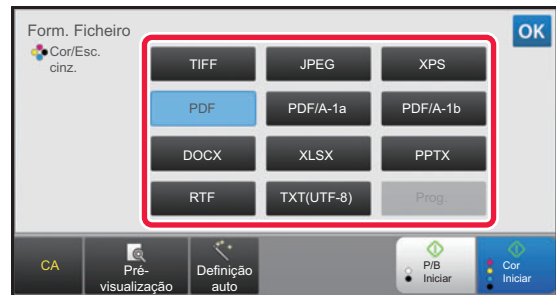 Form. Ficheiro
OK
Cor/Esc.
cinz.
TIFF JPEG XPS
PDF PDF/A-1a PDF/A-1b
DOCX XLSX PPTX
RTF TXT(UTF-8) Prog.
CA
Pré-
visualização
Definição
auto
P/B
Iniciar
Cor
Iniciar